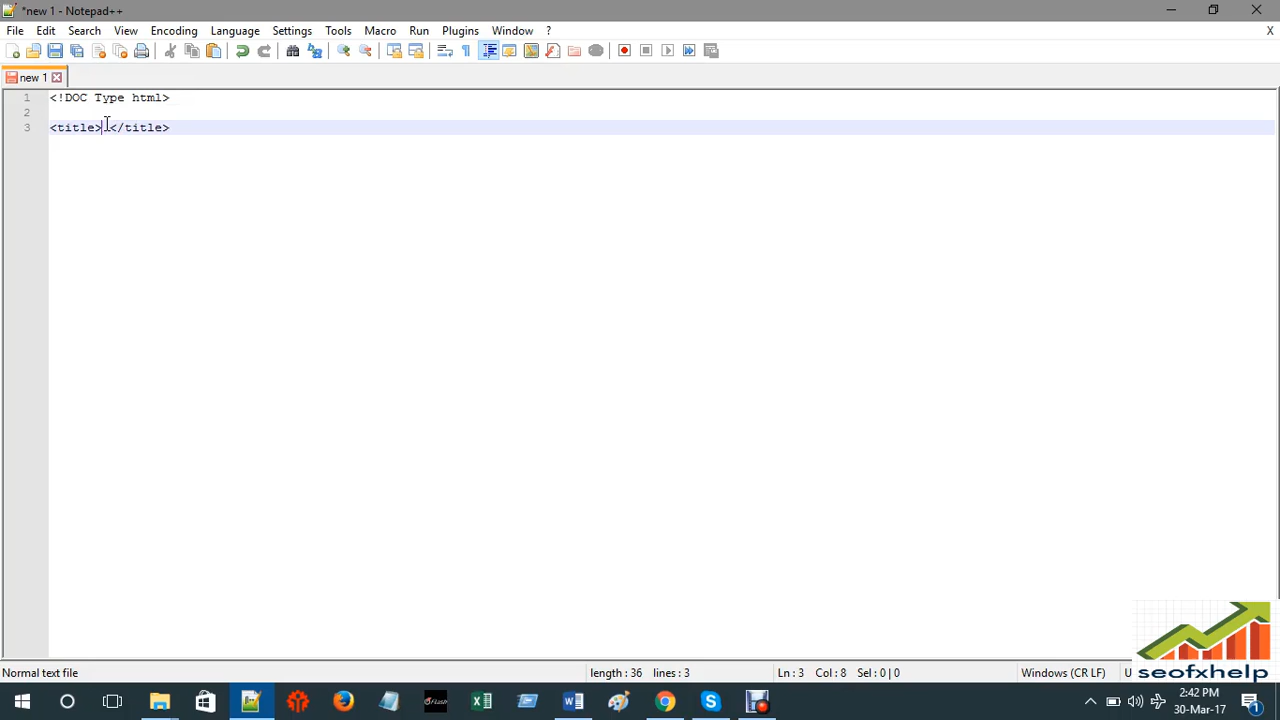 *new 1 - Notepad++
File Edit Search View Encoding Language Settings Tools Macro Run Plugins Window ? X
new 1
1 <!DOC Type html>
2
3 <title> </title>
seofxhelp
Normal text file length : 36 lines : 3 Ln : 3 Col : 8 Sel : 0 | 0 Windows (CR LF) U
2:42 PM
30-Mar-17